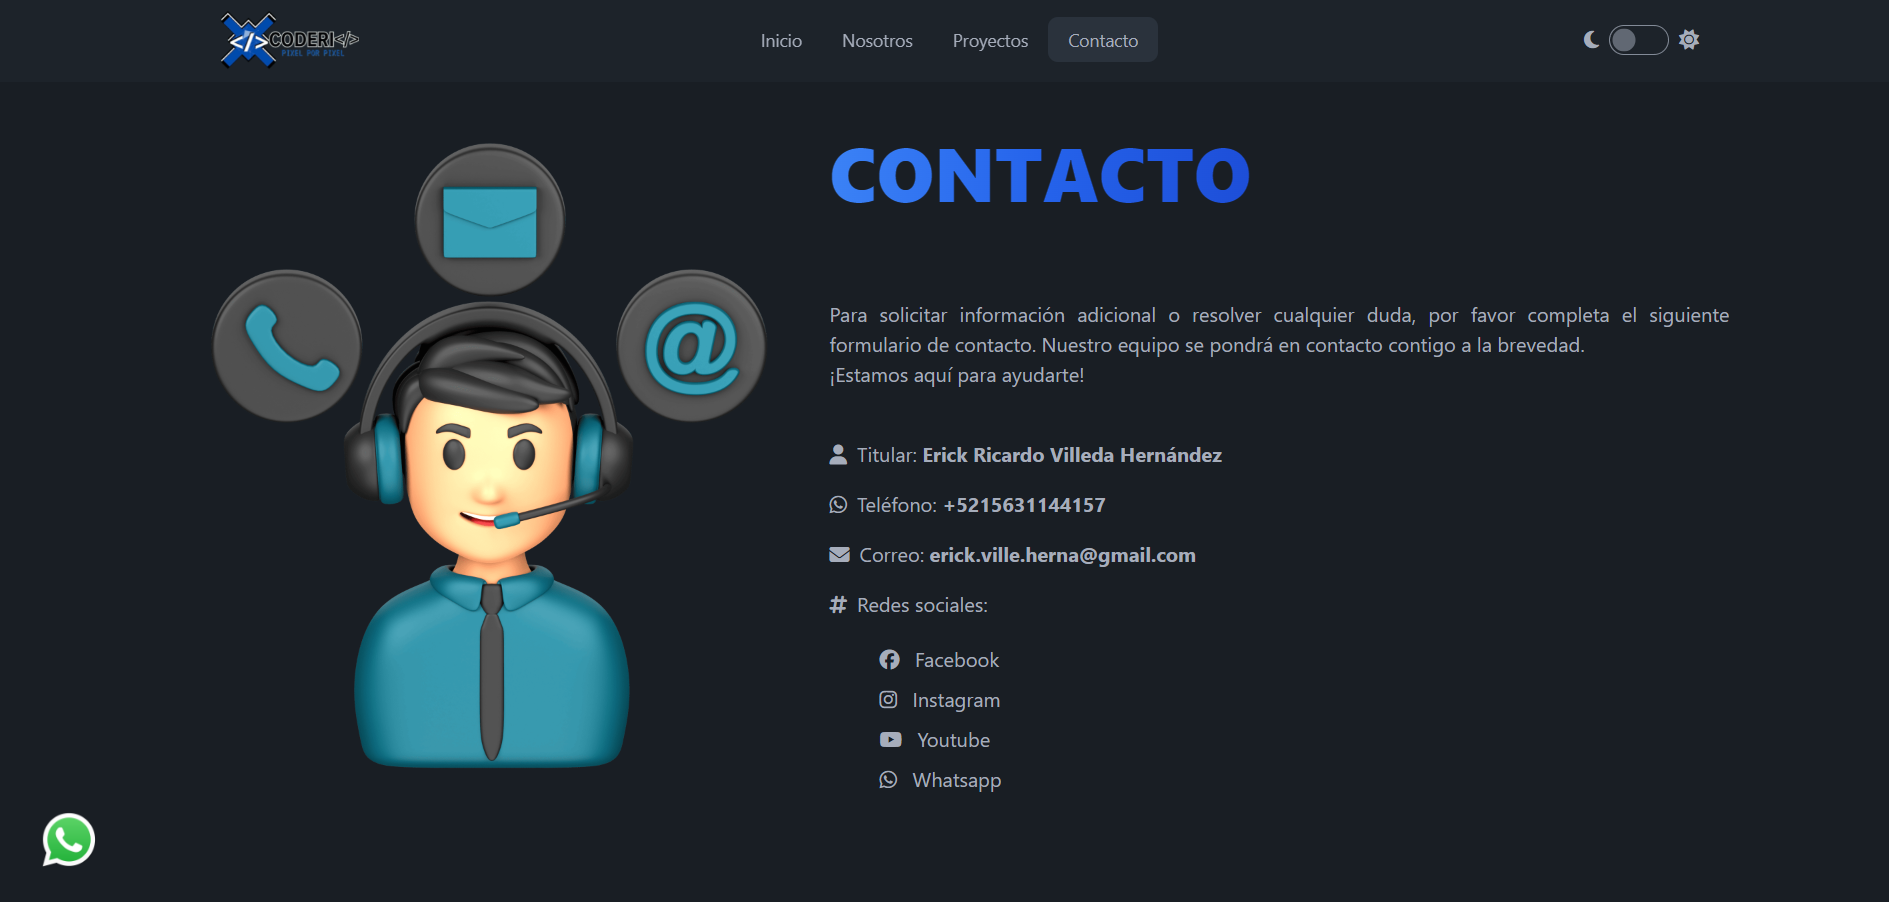 </>CODERI</>
PIXEL POR PIXEL
Inicio
Nosotros
Proyectos
Contacto
CONTACTO
Para solicitar información adicional o resolver cualquier duda, por favor completa el siguiente
formulario de contacto. Nuestro equipo se pondrá en contacto contigo a la brevedad.
¡Estamos aquí para ayudarte!
Titular: Erick Ricardo Villeda Hernández
Teléfono: +5215631144157
Correo: erick.ville.herna@gmail.com
# Redes sociales:
Facebook
Instagram
Youtube
Whatsapp
@